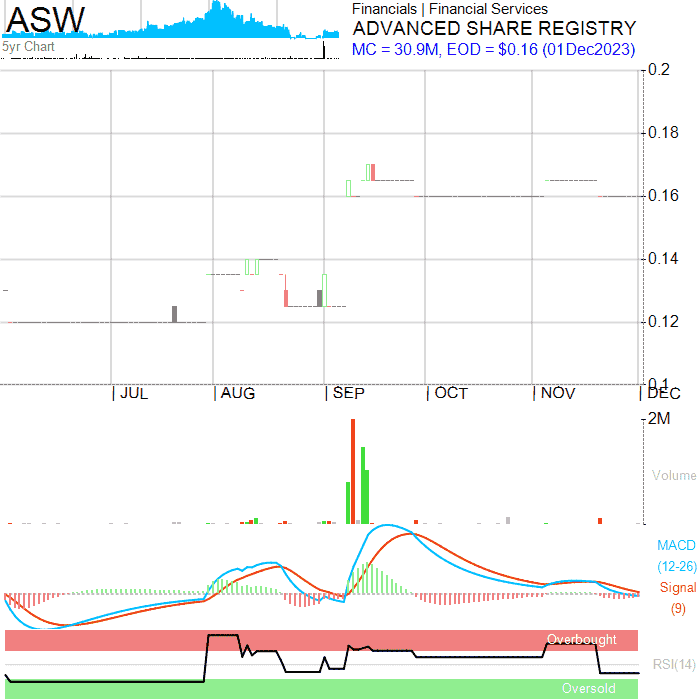 ASW
5yr Chart
Financials | Financial Services
ADVANCED SHARE REGISTRY
MC = 30.9M, EOD = $0.16 (01Dec2023)
0.2
0.18
0.16
0.14
0.12
0.1
| JUL | AUG | SEP | OCT | NOV | DEC
2M
Volume
MACD
(12-26)
Signal
(9)
Overbought
RSI(14)
Oversold